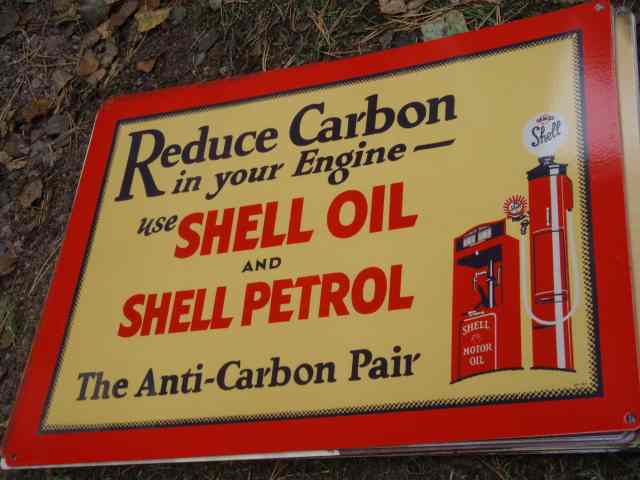 Reduce Carbon
in your Engine —
use SHELL OIL
AND
SHELL PETROL
The Anti-Carbon Pair
Shell
SHELL
MOTOR
OIL